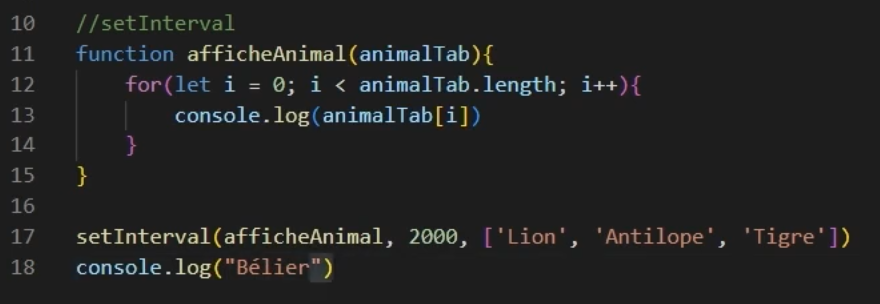 10 //setInterval
11 function afficheAnimal(animalTab){
12     for(let i = 0; i < animalTab.length; i++){
13         console.log(animalTab[i])
14     }
15 }
16
17 setInterval(afficheAnimal, 2000, ['Lion', 'Antilope', 'Tigre'])
18 console.log("Bélier")